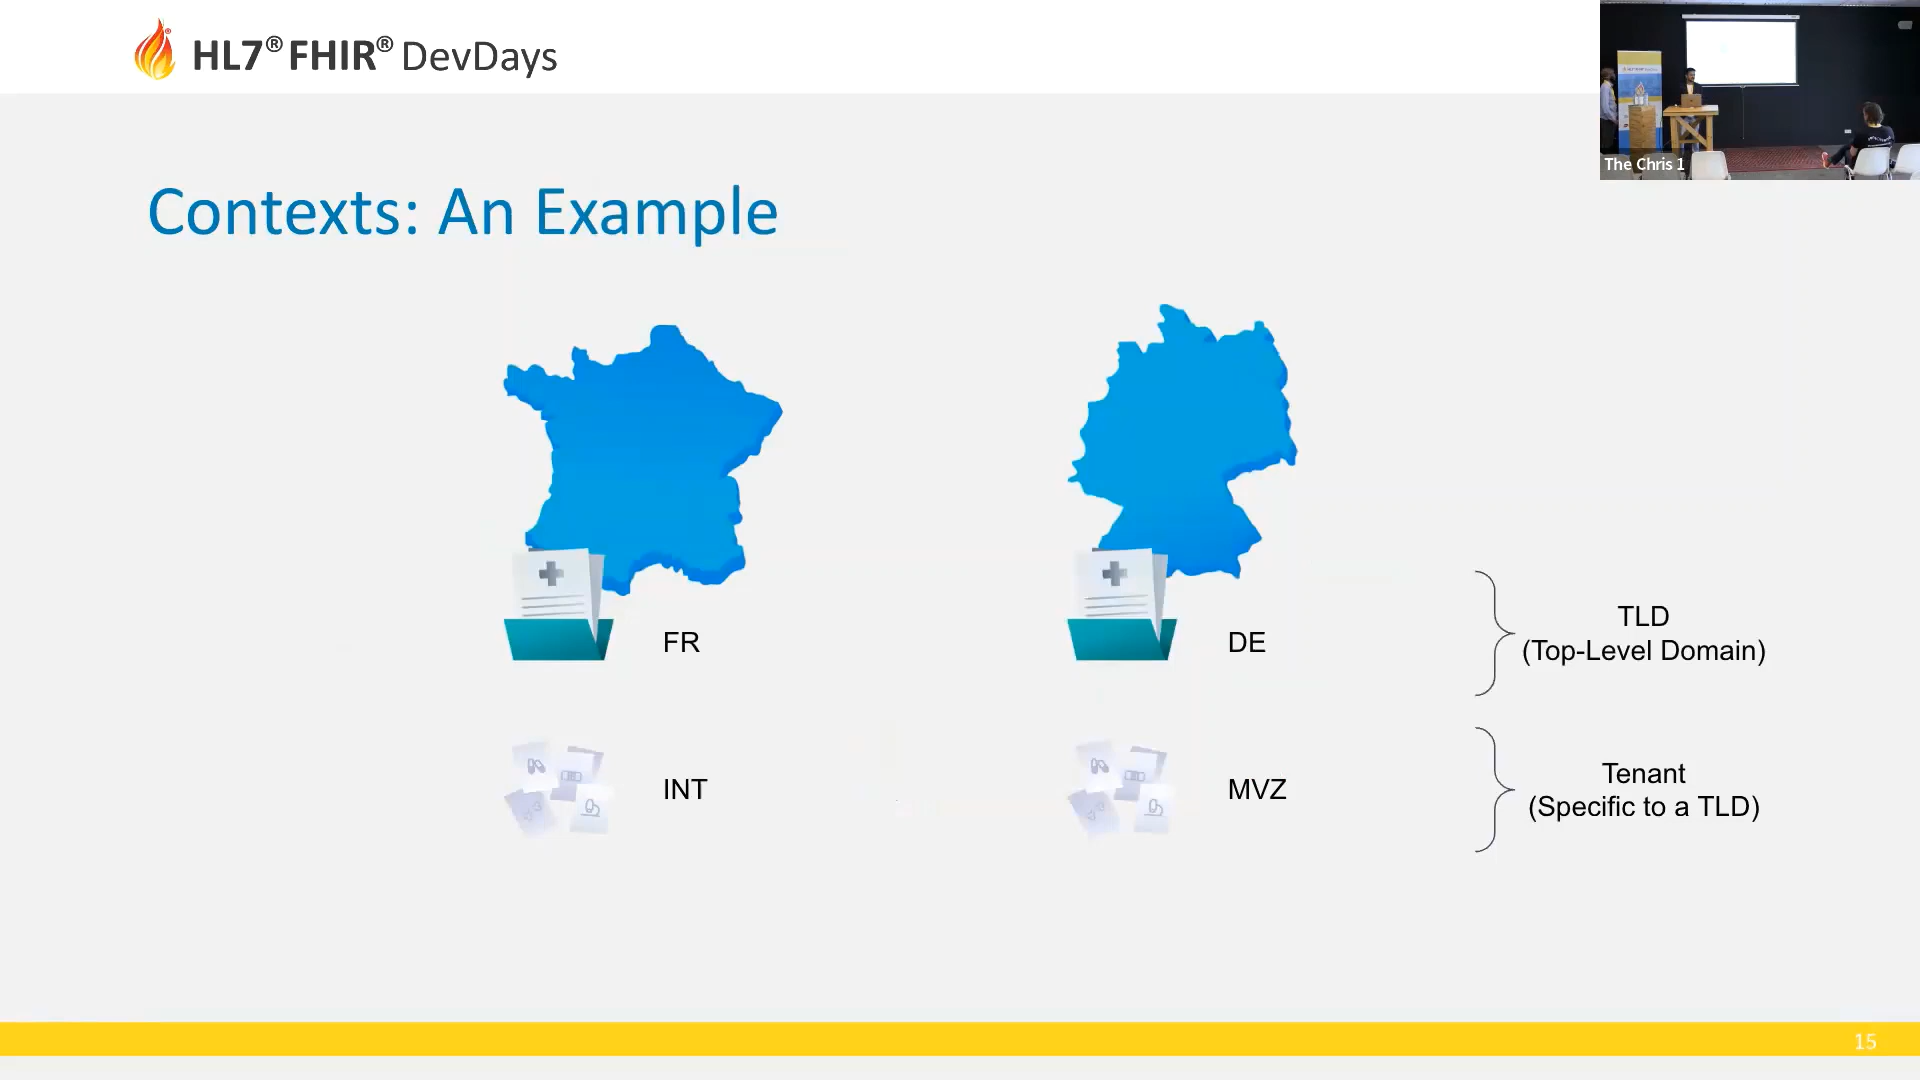 HL7® FHIR® DevDays
The Chris 1
Contexts: An Example
FR
DE
TLD
(Top-Level Domain)
INT
MVZ
Tenant
(Specific to a TLD)
15